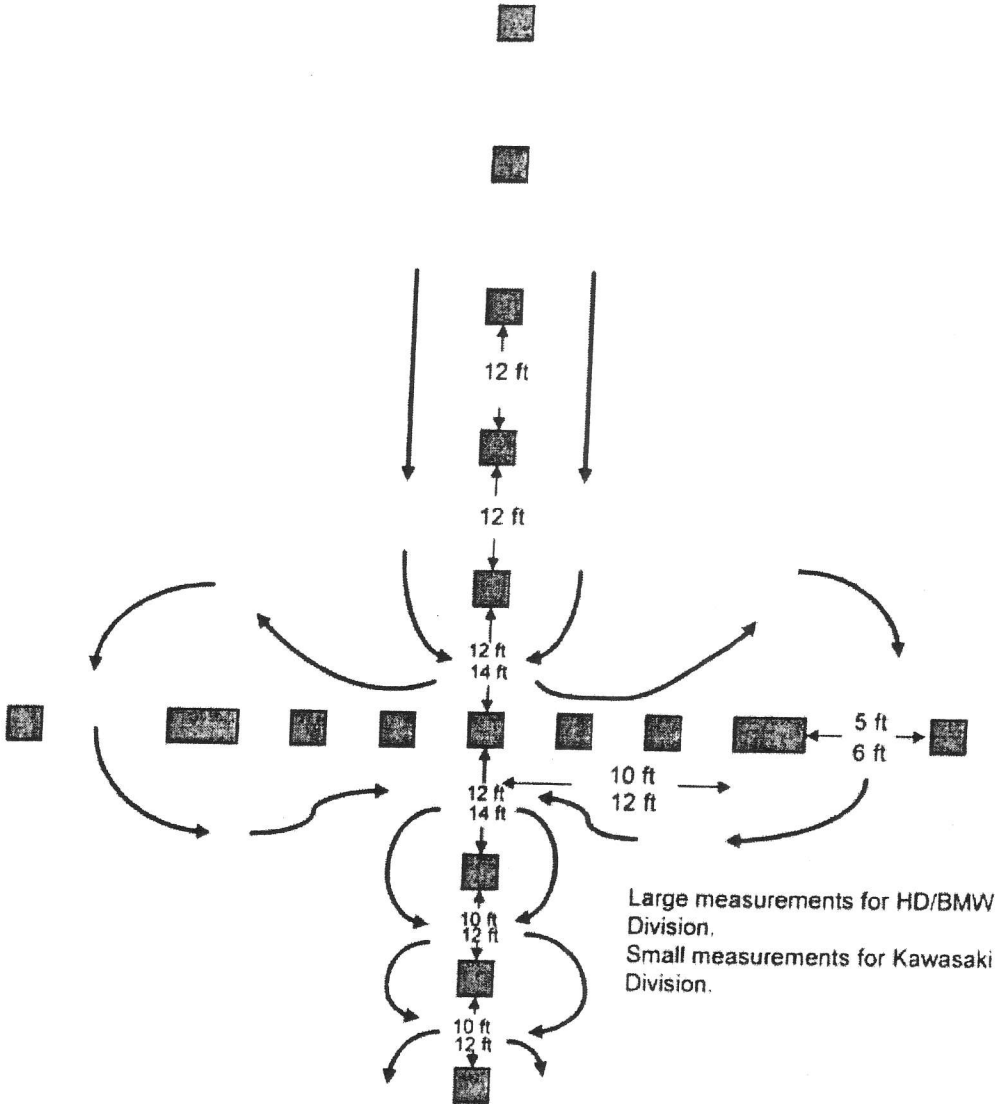 12 ft
12 ft
12 ft
14 ft
5 ft
6 ft
10 ft
12 ft
12 ft
14 ft
10 ft
12 ft
10 ft
12 ft
Large measurements for HD/BMW
Division.
Small measurements for Kawasaki
Division.